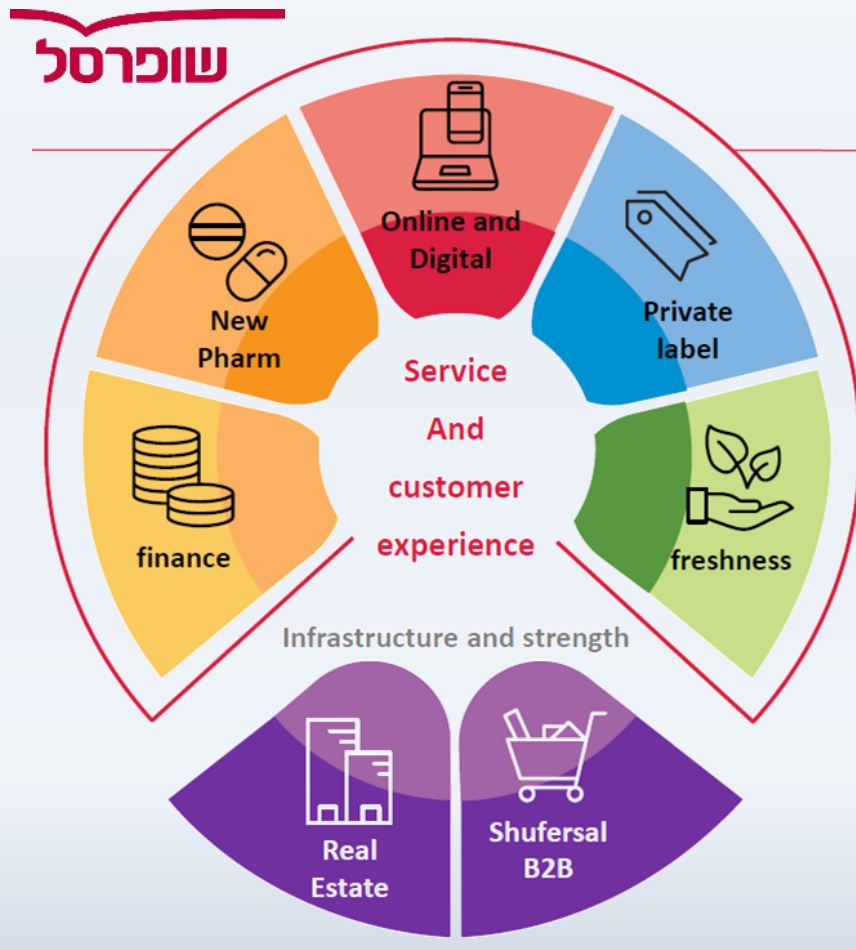 שופרסל
Online and
Digital
New
Pharm
Private
label
Service
And
customer
experience
finance
freshness
Infrastructure and strength
Real
Estate
Shufersal
B2B